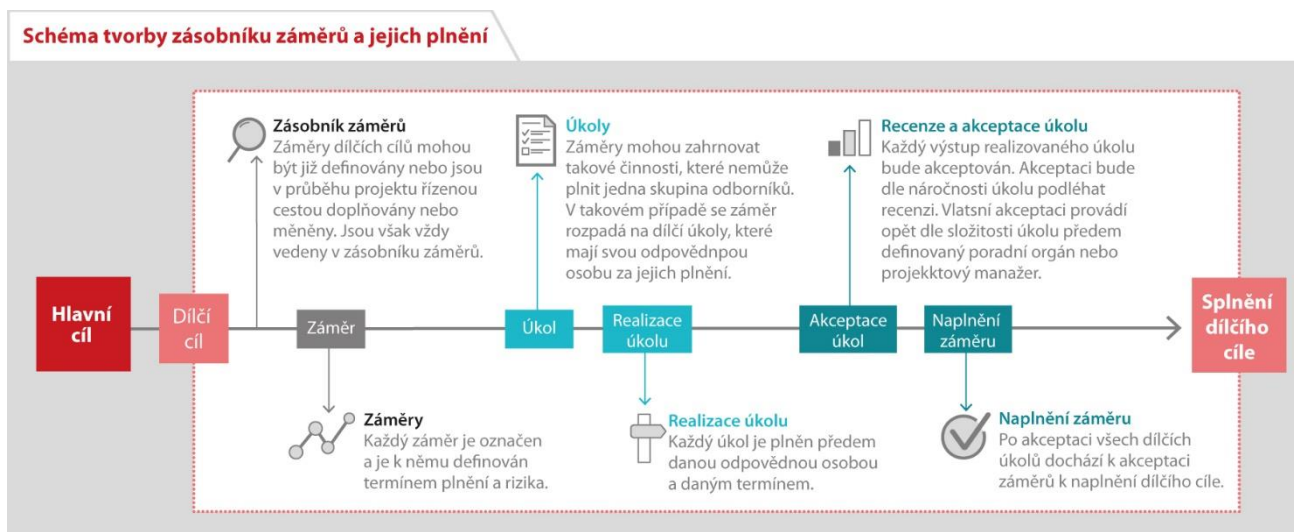 Schéma tvorby zásobníku záměrů a jejich plnění
Zásobník záměrů
Záměry dílčích cílů mohou
být již definovány nebo jsou
v průběhu projektu řízenou
cestou doplňovány nebo
měněny. Jsou však vždy
vedeny v zásobníku záměrů.
Úkoly
Záměry mohou zahrnovat
takové činnosti, které nemůže
plnit jedna skupina odborníků.
V takovém případě se záměr
rozpadá na dílčí úkoly, které
mají svou odpovědnpou
osobu za jejich plnění.
Recenze a akceptace úkolu
Každý výstup realizovaného úkolu
bude akceptován. Akceptaci bude
dle náročnosti úkolu podléhat
recenzi. Vlatsní akceptaci provádí
opět dle složitosti úkolu předem
definovaný poradní orgán nebo
projekktový manažer.
Hlavní
cíl
Dílčí
cíl
Záměr
Úkol
Realizace
úkolu
Akceptace
úkol
Naplnění
záměru
Splnění
dílčího
cíle
Záměry
Každý záměr je označen
a je k němu definován
termínem plnění a rizika.
Realizace úkolu
Každý úkol je plněn předem
danou odpovědnou osobou
a daným termínem.
Naplnění záměru
Po akceptaci všech dílčích
úkolů dochází k akceptaci
záměrů k naplnění dílčího cíle.